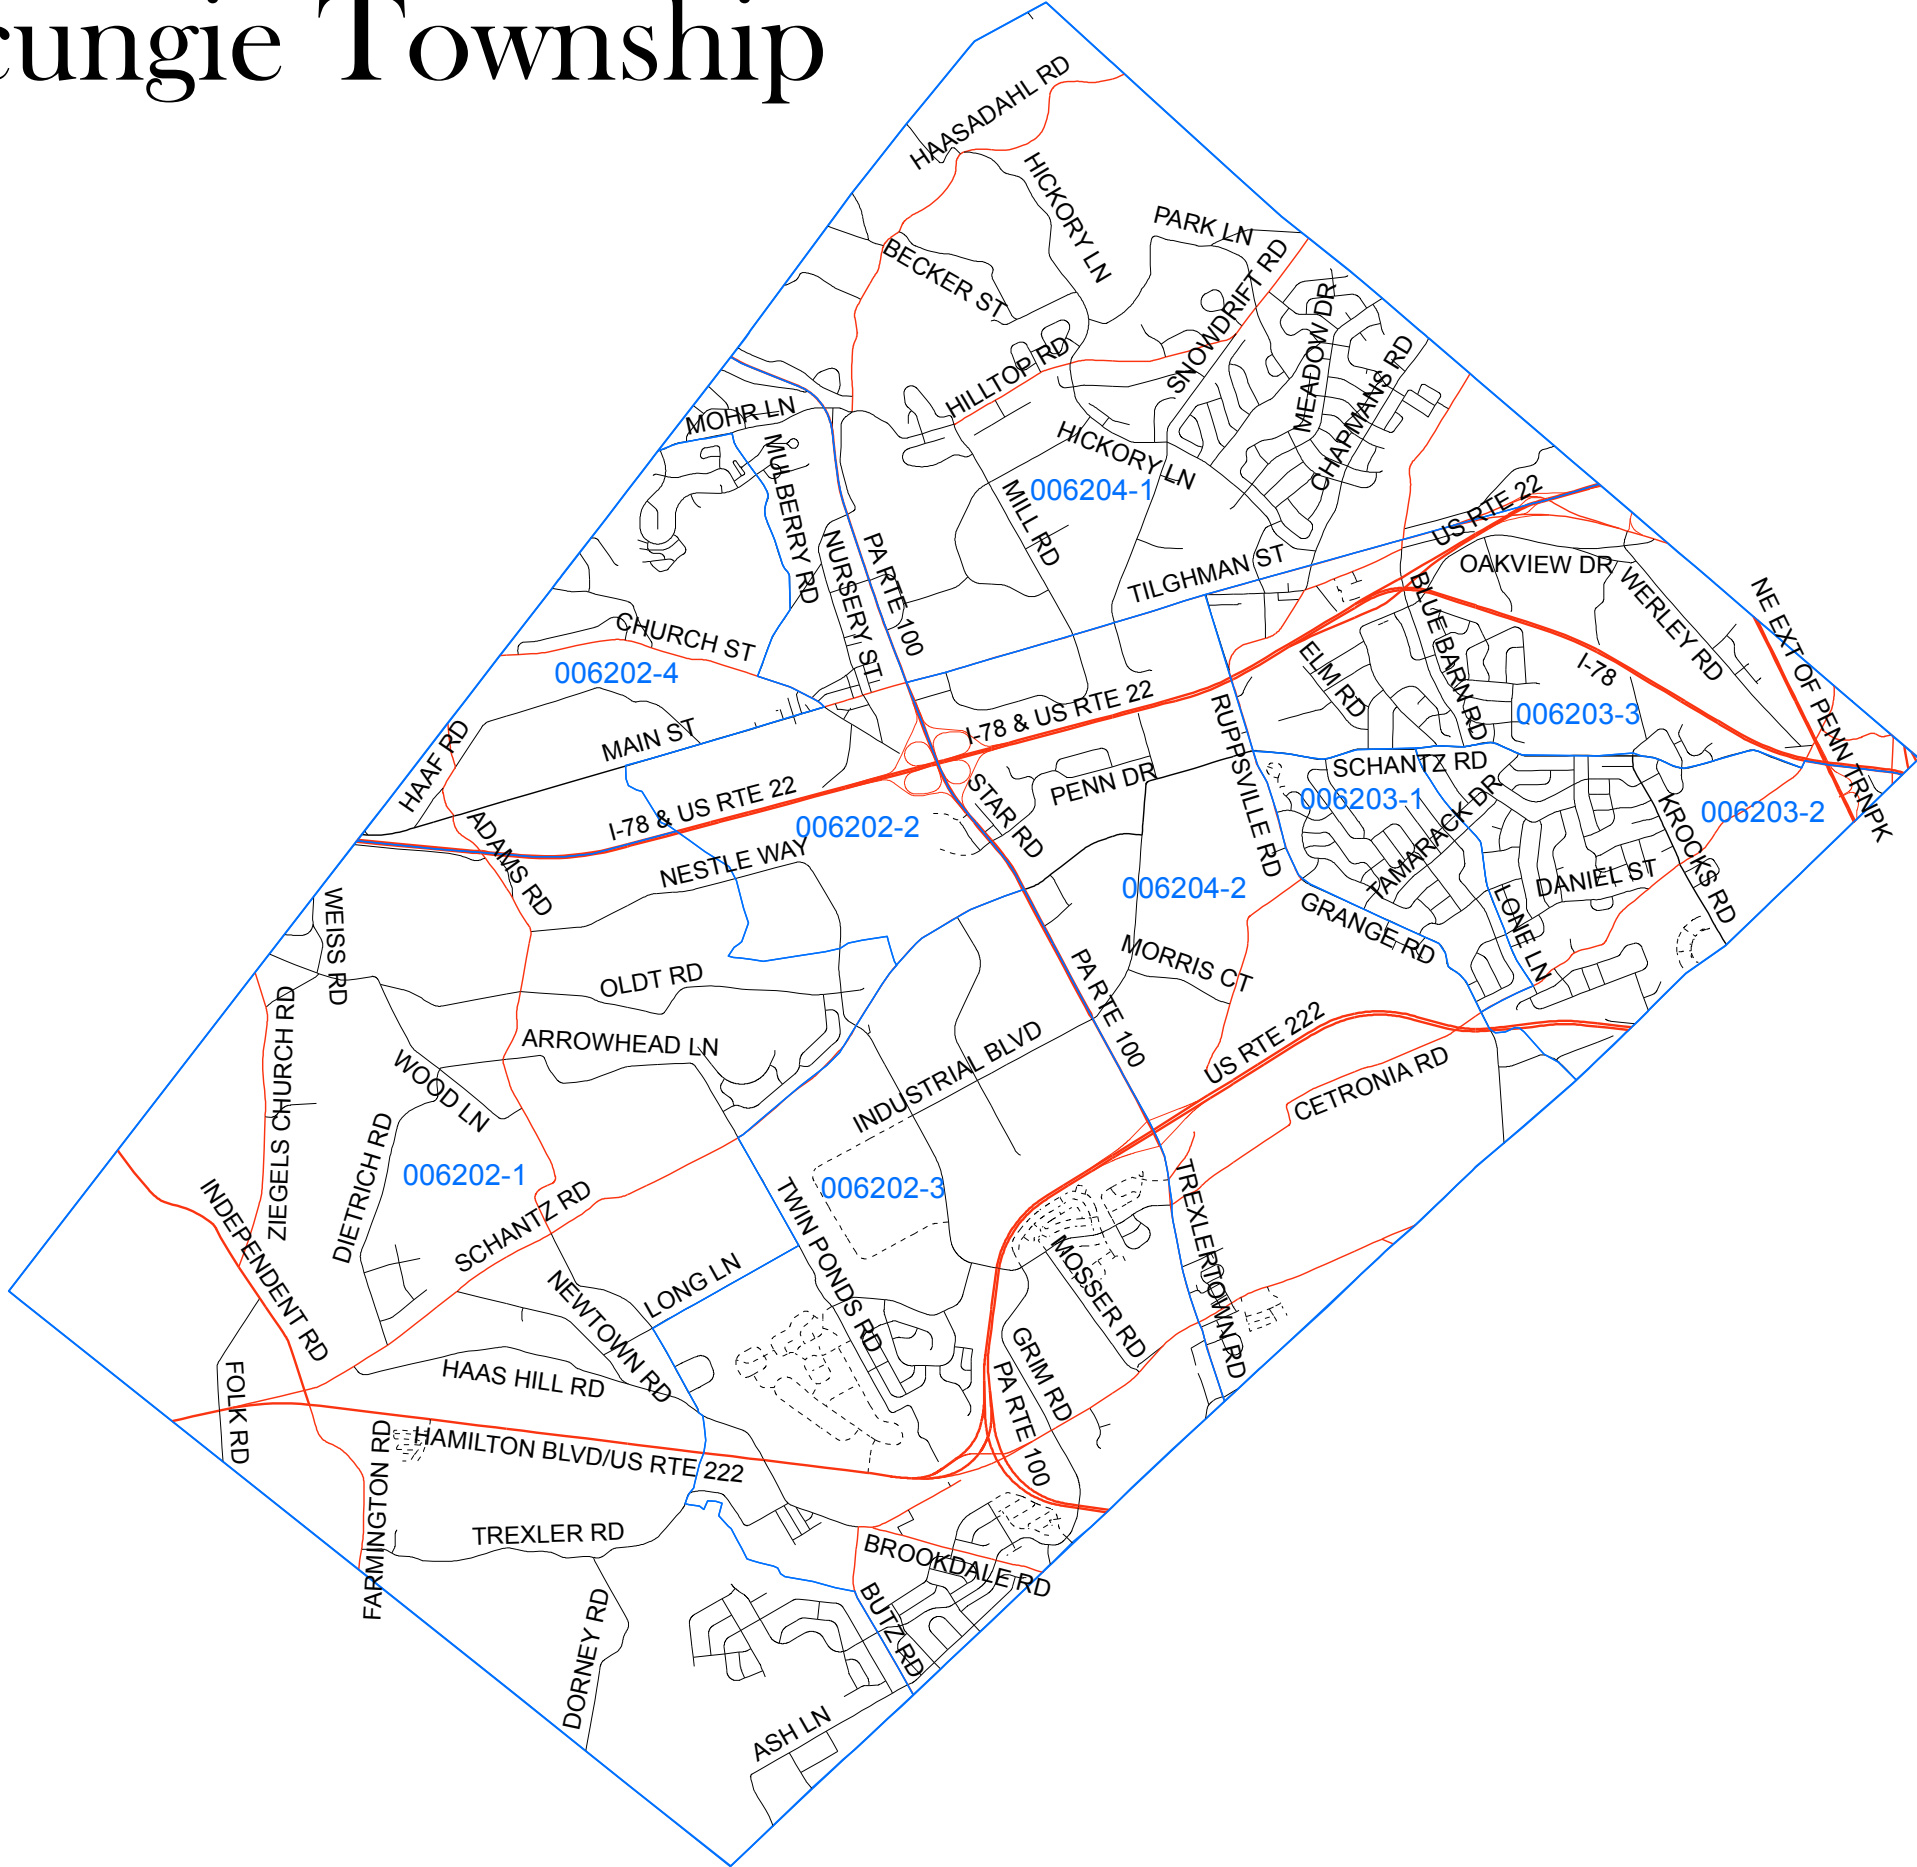 cungie Township
HAASADAHL RD
HICKORY LN
PARK LN
BECKER ST
SNOWDRIFT RD
MEADOW DR
CHAPMANS RD
HILLTOP RD
MOHR LN
MULBERRY RD
HICKORY LN
006204-1
MILL RD
US RTE 22
NURSERY ST
PA RTE 100
TILGHMAN ST
OAKVIEW DR
WERLEY RD
BLUE BARN RD
NE EXT OF PENN TRNPK
CHURCH ST
006202-4
ELM RD
I-78
006203-3
I-78 & US RTE 22
RUPPSVILLE RD
MAIN ST
HAAF RD
SCHANTZ RD
PENN DR
STAR RD
I-78 & US RTE 22
006202-2
006203-1
006203-2
KROCKS RD
TAMARACK DR
ADAMS RD
NESTLE WAY
006204-2
DANIEL ST
LONE LN
GRANGE RD
WEISS RD
MORRIS CT
OLDT RD
PA RTE 100
ZIEGELS CHURCH RD
ARROWHEAD LN
WOOD LN
INDUSTRIAL BLVD
US RTE 222
CETRONIA RD
DIETRICH RD
006202-1
006202-3
INDEPENDENT RD
SCHANTZ RD
TWIN PONDS RD
TREXLERTOWN RD
MOSSER RD
LONG LN
NEWTOWN RD
GRIM RD
PA RTE 100
FOLK RD
HAAS HILL RD
HAMILTON BLVD/US RTE 222
FARMINGTON RD
TREXLER RD
BROOKDALE RD
BUTZ RD
DORNEY RD
ASH LN